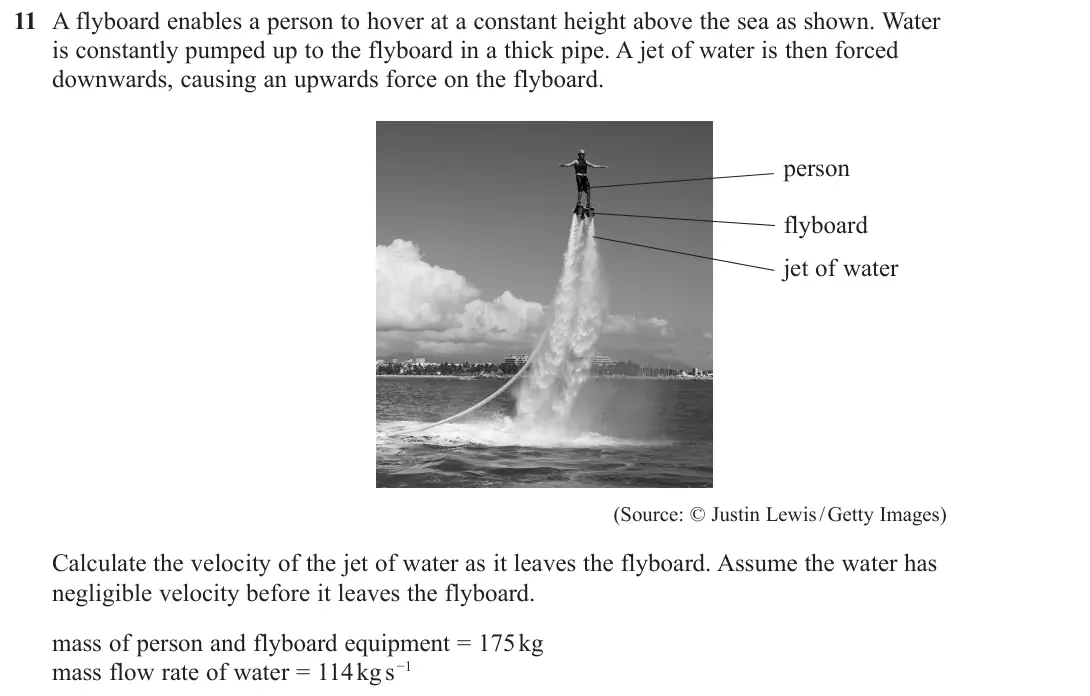 11 A flyboard enables a person to hover at a constant height above the sea as shown. Water
is constantly pumped up to the flyboard in a thick pipe. A jet of water is then forced
downwards, causing an upwards force on the flyboard.
person
flyboard
jet of water
(Source: © Justin Lewis/Getty Images)
Calculate the velocity of the jet of water as it leaves the flyboard. Assume the water has
negligible velocity before it leaves the flyboard.
mass of person and flyboard equipment = 175 kg
mass flow rate of water = 114 kg s⁻¹